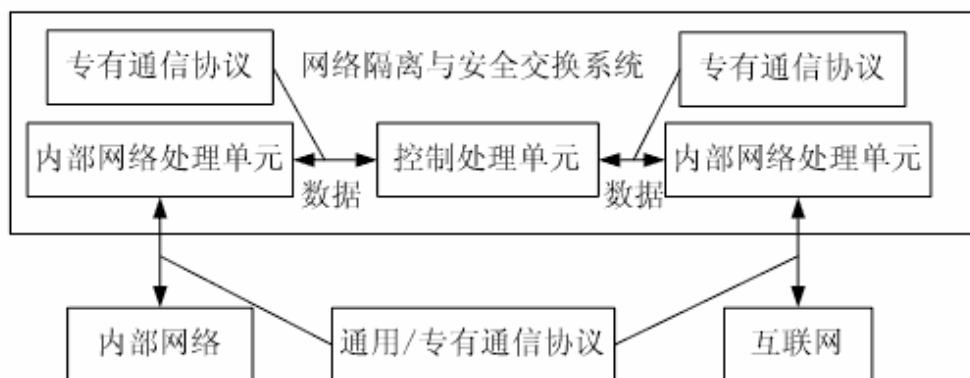 专有通信协议
网络隔离与安全交换系统
专有通信协议
内部网络处理单元
控制处理单元
内部网络处理单元
数据
数据
内部网络
通用/专有通信协议
互联网